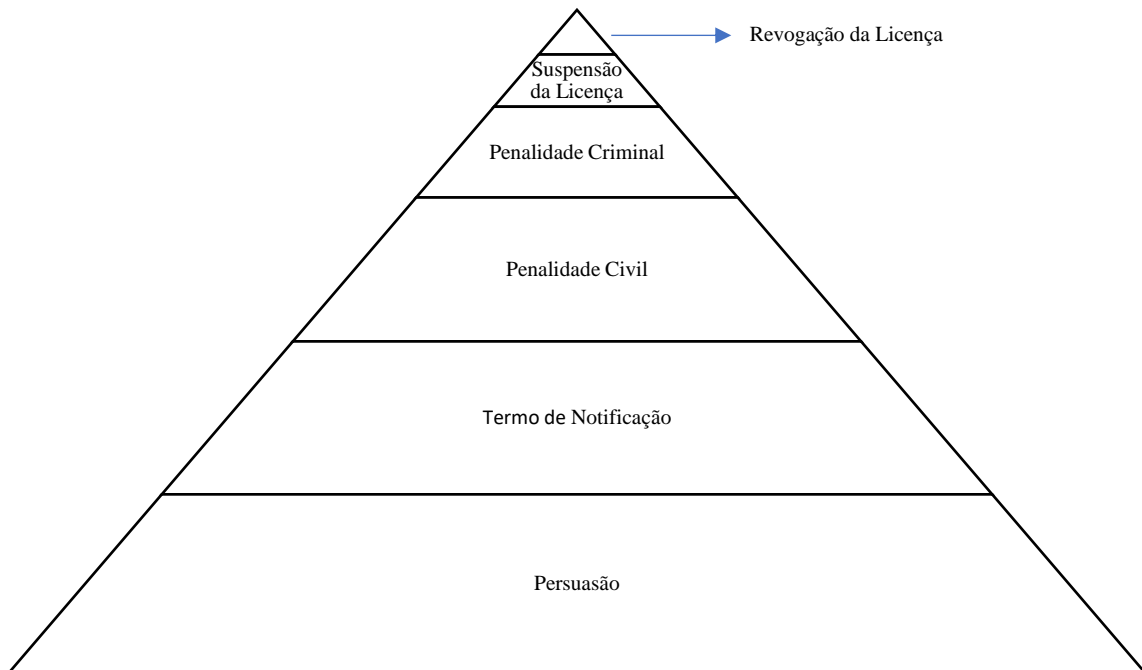 Revogação da Licença
Suspensão
da Licença
Penalidade Criminal
Penalidade Civil
Termo de Notificação
Persuasão